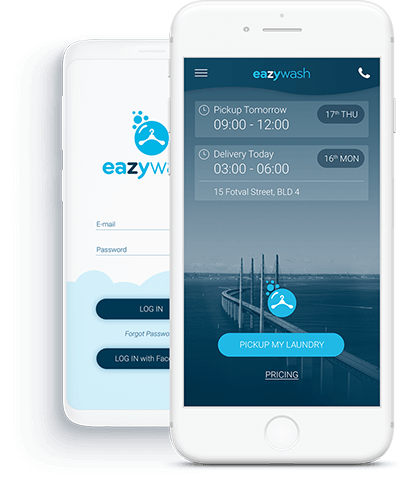 eazywa
E-mail
Password
LOG IN
Forgot Passwo
LOG IN with Face
eazywash
Pickup Tomorrow
09:00 - 12:00
17th THU
Delivery Today
03:00 - 06:00
16th MON
15 Fotval Street, BLD 4
PICKUP MY LAUNDRY
PRICING